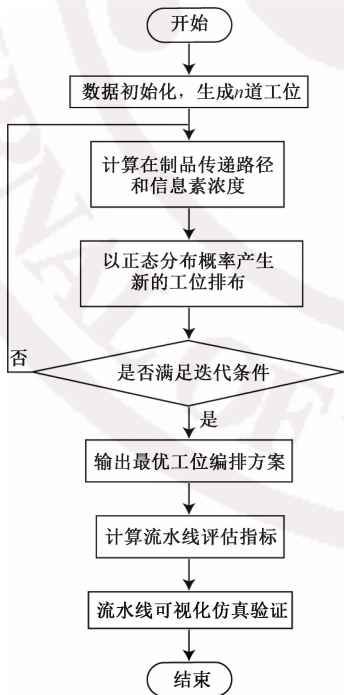 开始
数据初始化，生成n道工位
计算在制品传递路径
和信息素浓度
以正态分布概率产生
新的工位排布
否
是否满足迭代条件
是
输出最优工位编排方案
计算流水线评估指标
流水线可视化仿真验证
结束